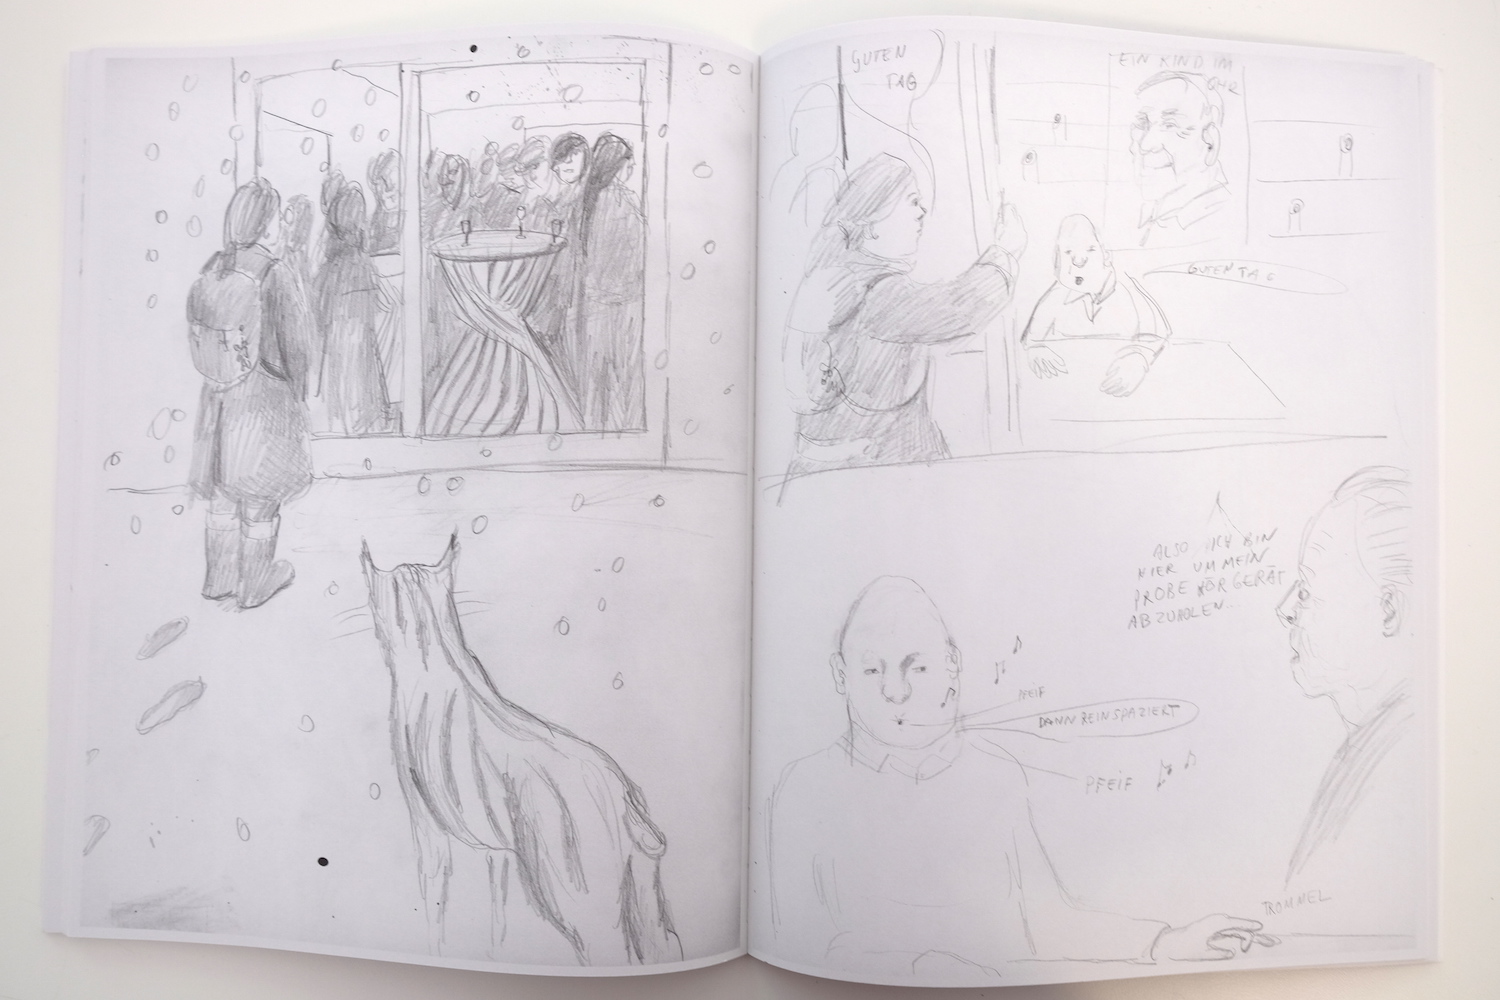 GUTEN
TAG
EIN KIND IM
OHR
GUTEN TAG
ALSO ICH BIN
HIER UM MEIN
PROBE HÖRGERÄT
ABZUHOLEN...
PFEIF
DANN REINSPAZIERT
PFEIF
TROMMEL